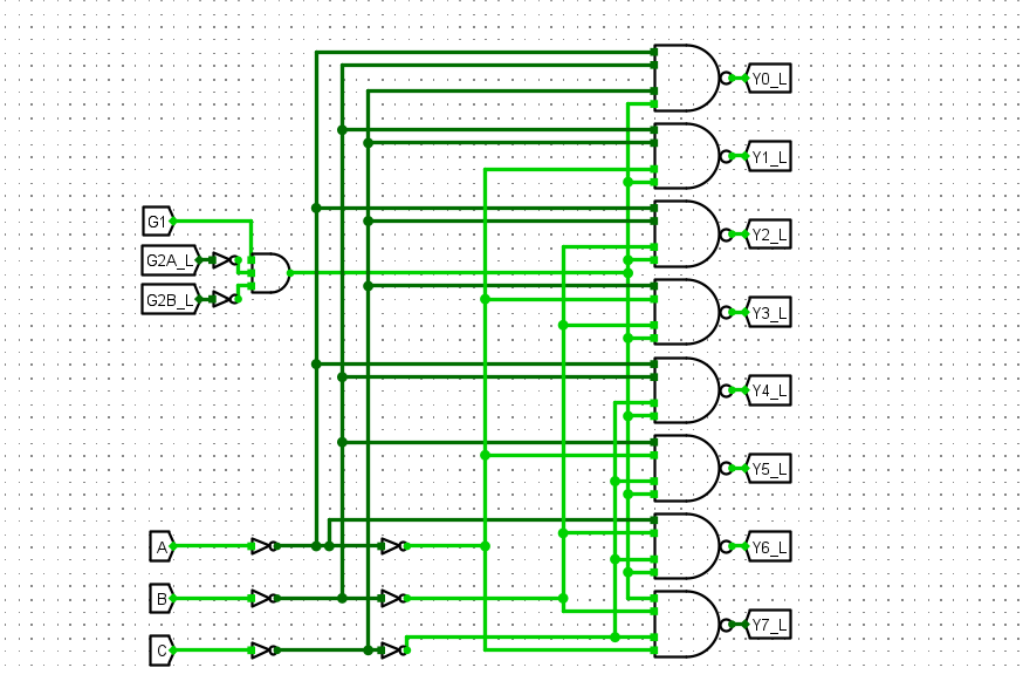 Y0_L
Y1_L
G1
Y2_L
G2A_L
G2B_L
Y3_L
Y4_L
Y5_L
A
Y6_L
B
Y7_L
C